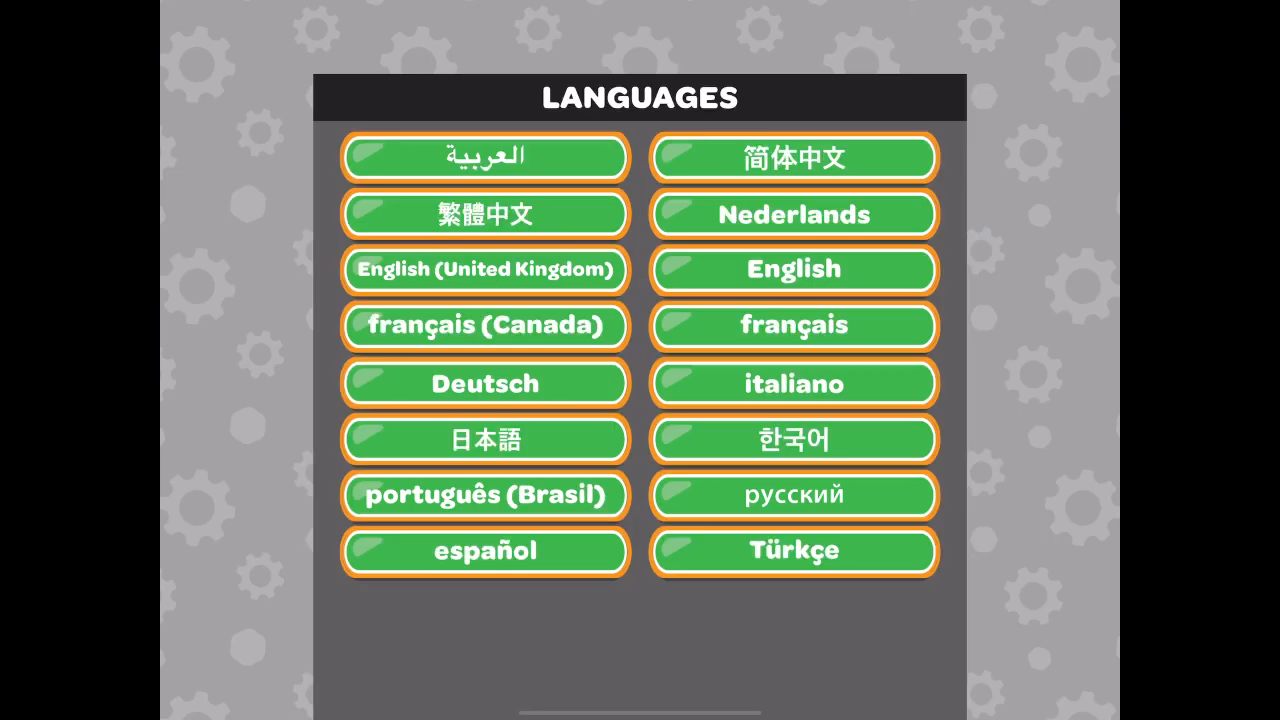 LANGUAGES
العربية
简体中文
繁體中文
Nederlands
English (United Kingdom)
English
français (Canada)
français
Deutsch
italiano
日本語
한국어
português (Brasil)
русский
español
Türkçe